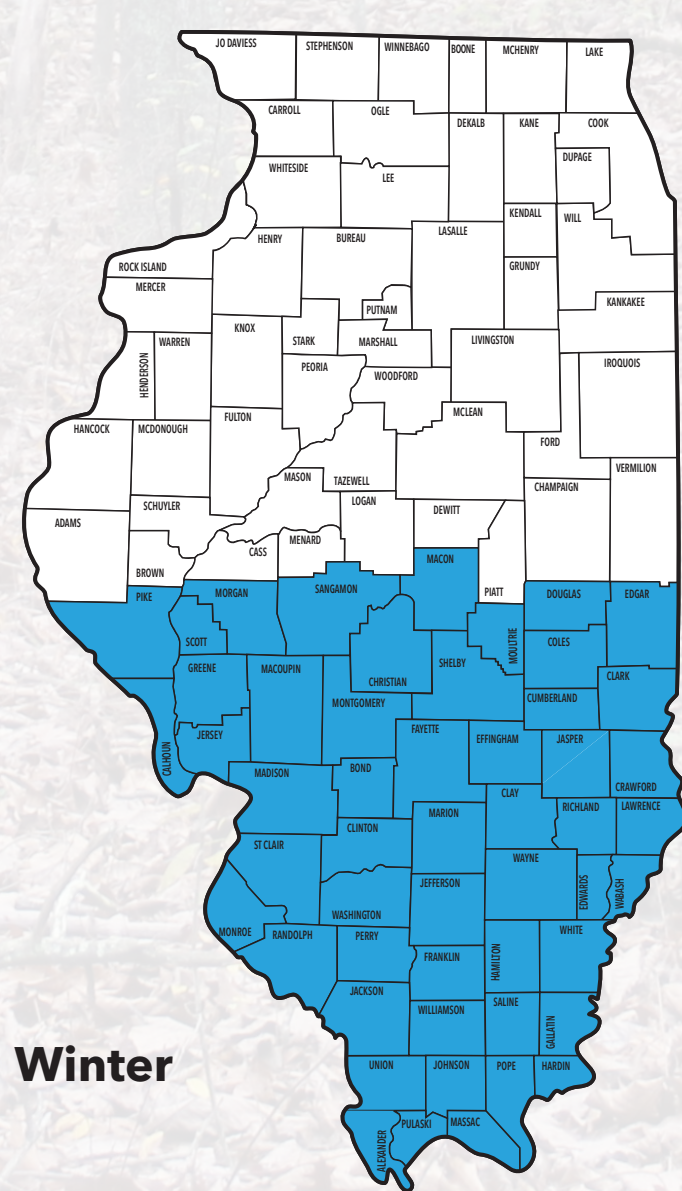 JO DAVIESS
STEPHENSON
WINNEBAGO
BOONE
MCHENRY
LAKE
CARROLL
OGLE
DEKALB
KANE
COOK
DUPAGE
WHITESIDE
LEE
KENDALL
WILL
HENRY
BUREAU
LASALLE
GRUNDY
ROCK ISLAND
MERCER
PUTNAM
KANKAKEE
HENDERSON
WARREN
KNOX
STARK
MARSHALL
LIVINGSTON
PEORIA
WOODFORD
IROQUOIS
HANCOCK
MCDONOUGH
FULTON
MCLEAN
FORD
MASON
TAZEWELL
VERMILION
CHAMPAIGN
SCHUYLER
LOGAN
DEWITT
ADAMS
CASS
MENARD
BROWN
MACON
PIATT
PIKE
MORGAN
SANGAMON
DOUGLAS
EDGAR
SCOTT
MOULTRIE
COLES
GREENE
MACOUPIN
CHRISTIAN
SHELBY
CLARK
MONTGOMERY
CUMBERLAND
CALHOUN
JERSEY
FAYETTE
EFFINGHAM
JASPER
MADISON
BOND
CLAY
CRAWFORD
MARION
RICHLAND
LAWRENCE
CLINTON
ST CLAIR
WAYNE
EDWARDS
WABASH
JEFFERSON
WASHINGTON
MONROE
RANDOLPH
PERRY
WHITE
FRANKLIN
HAMILTON
JACKSON
WILLIAMSON
SALINE
GALLATIN
Winter
UNION
JOHNSON
POPE
HARDIN
ALEXANDER
PULASKI
MASSAC